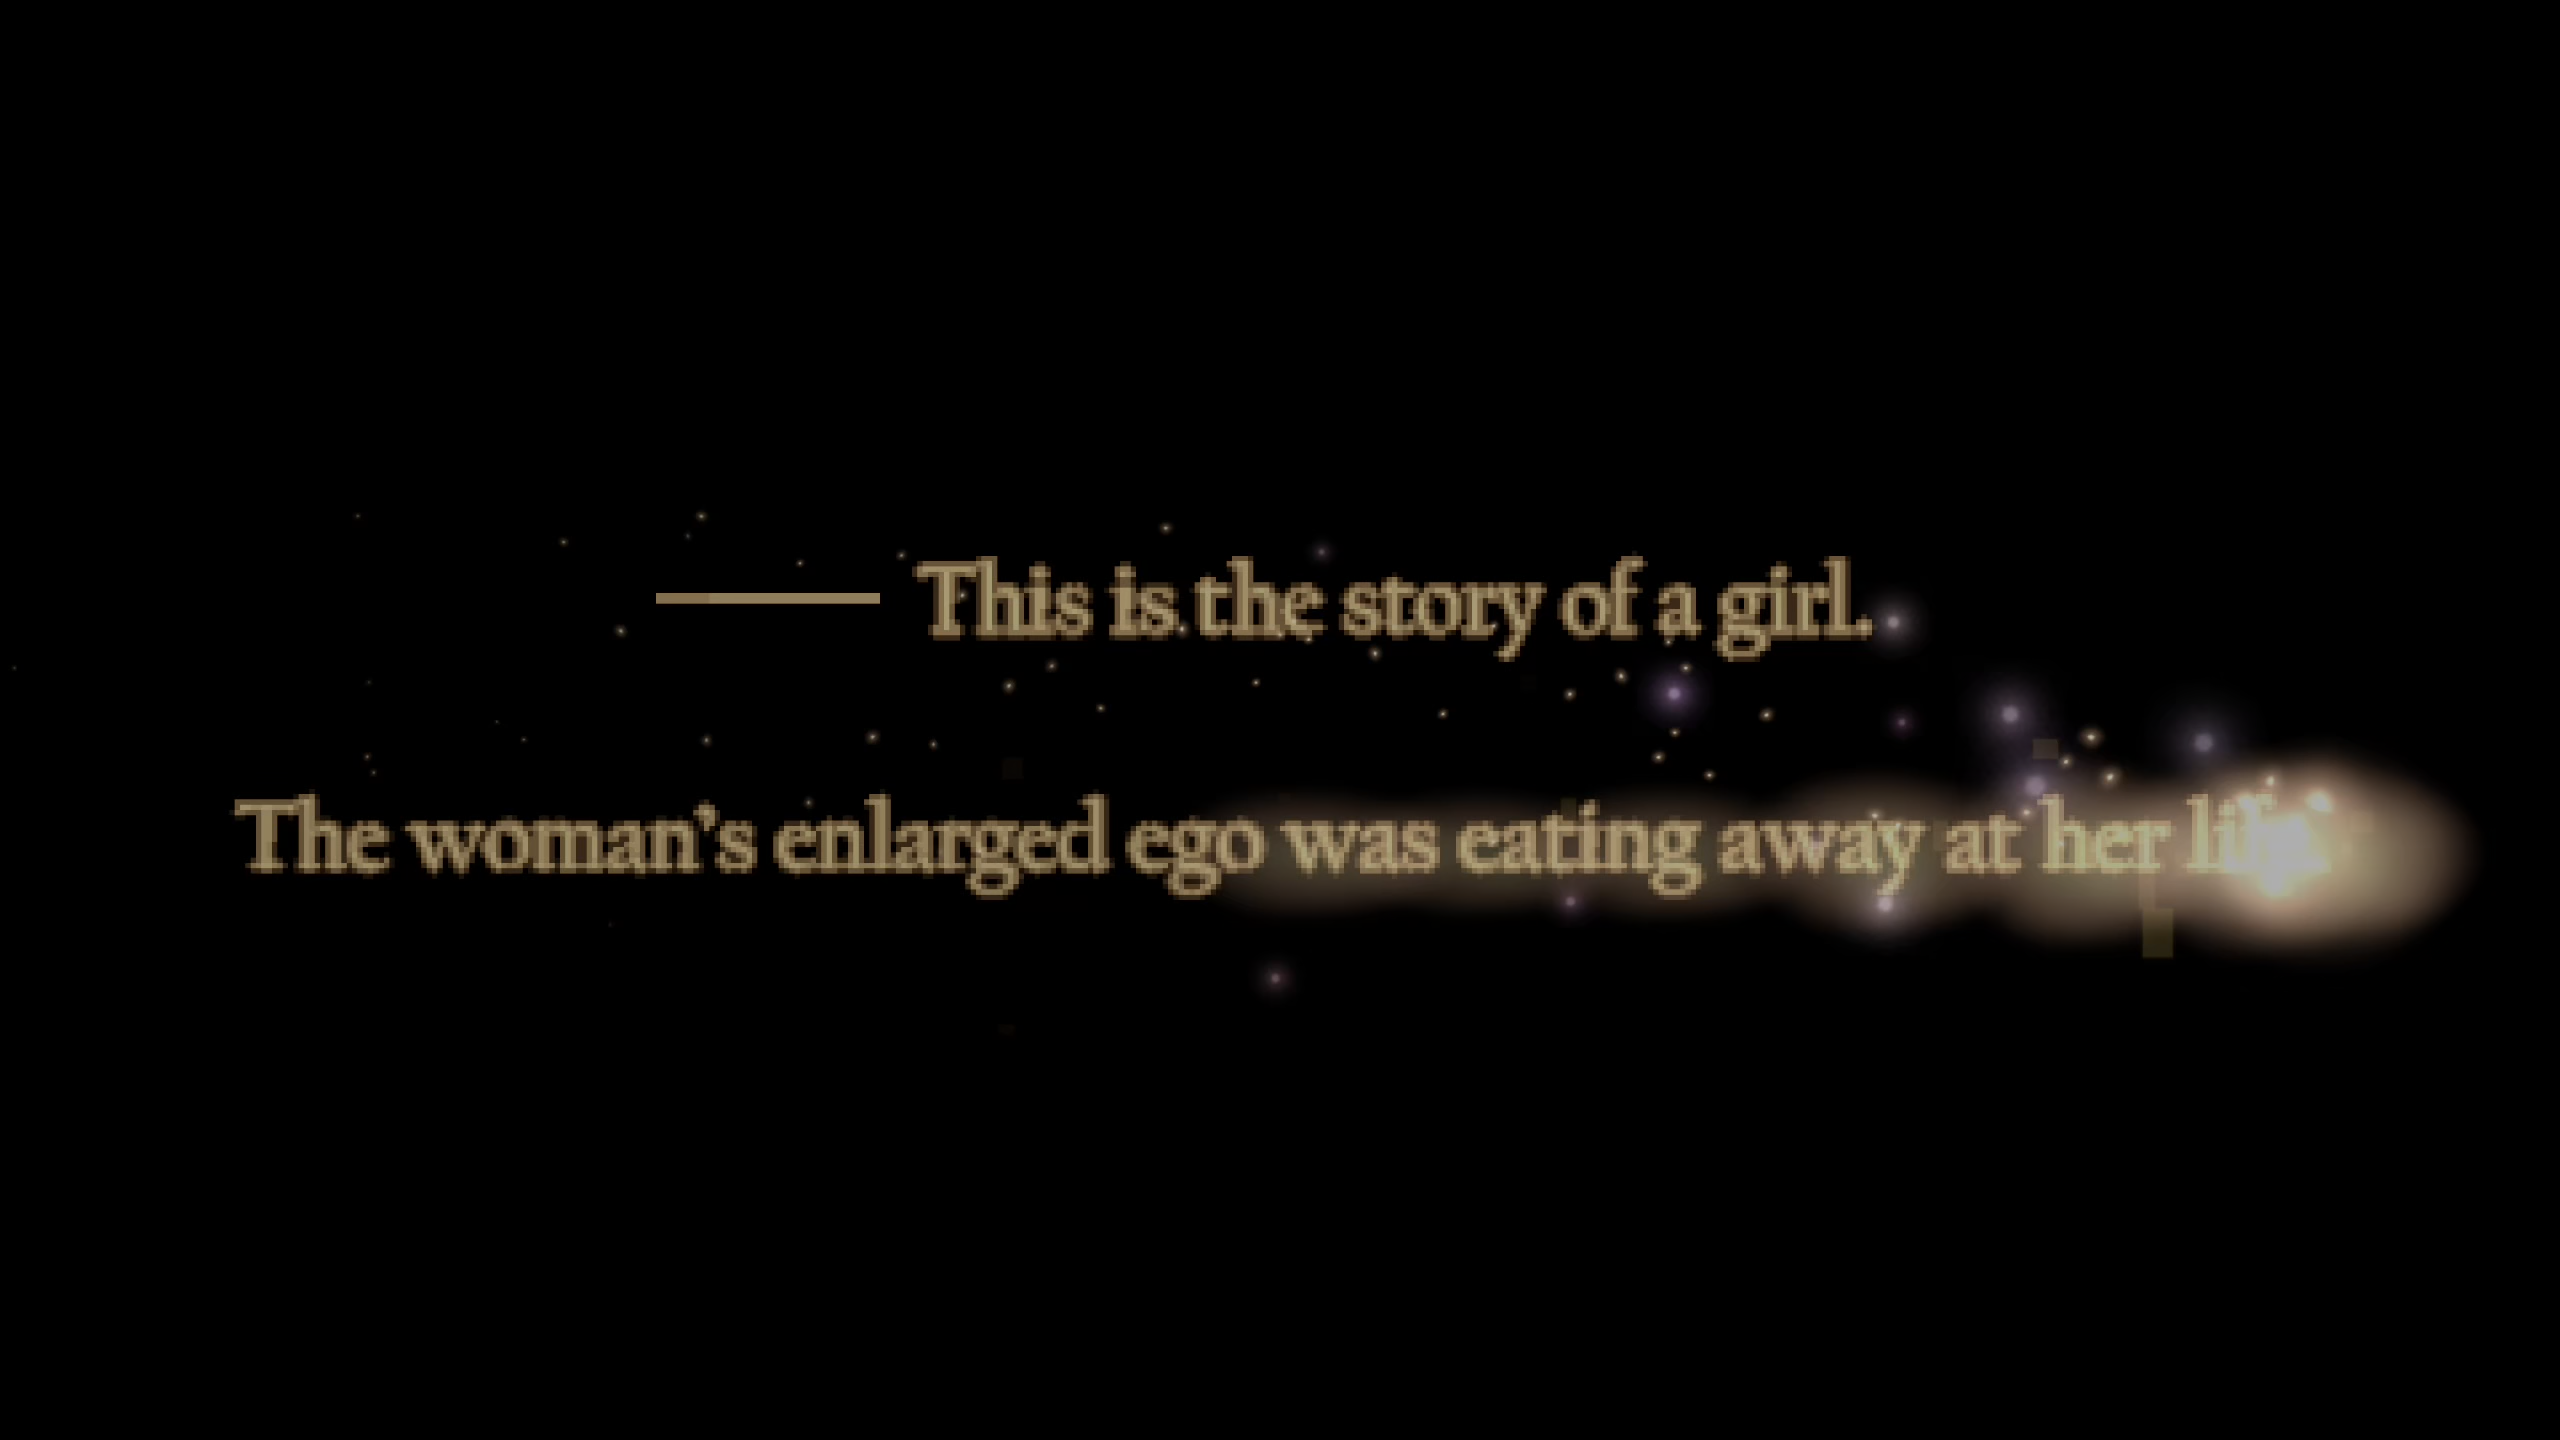 —— This is the story of a girl.
The woman's enlarged ego was eating away at her